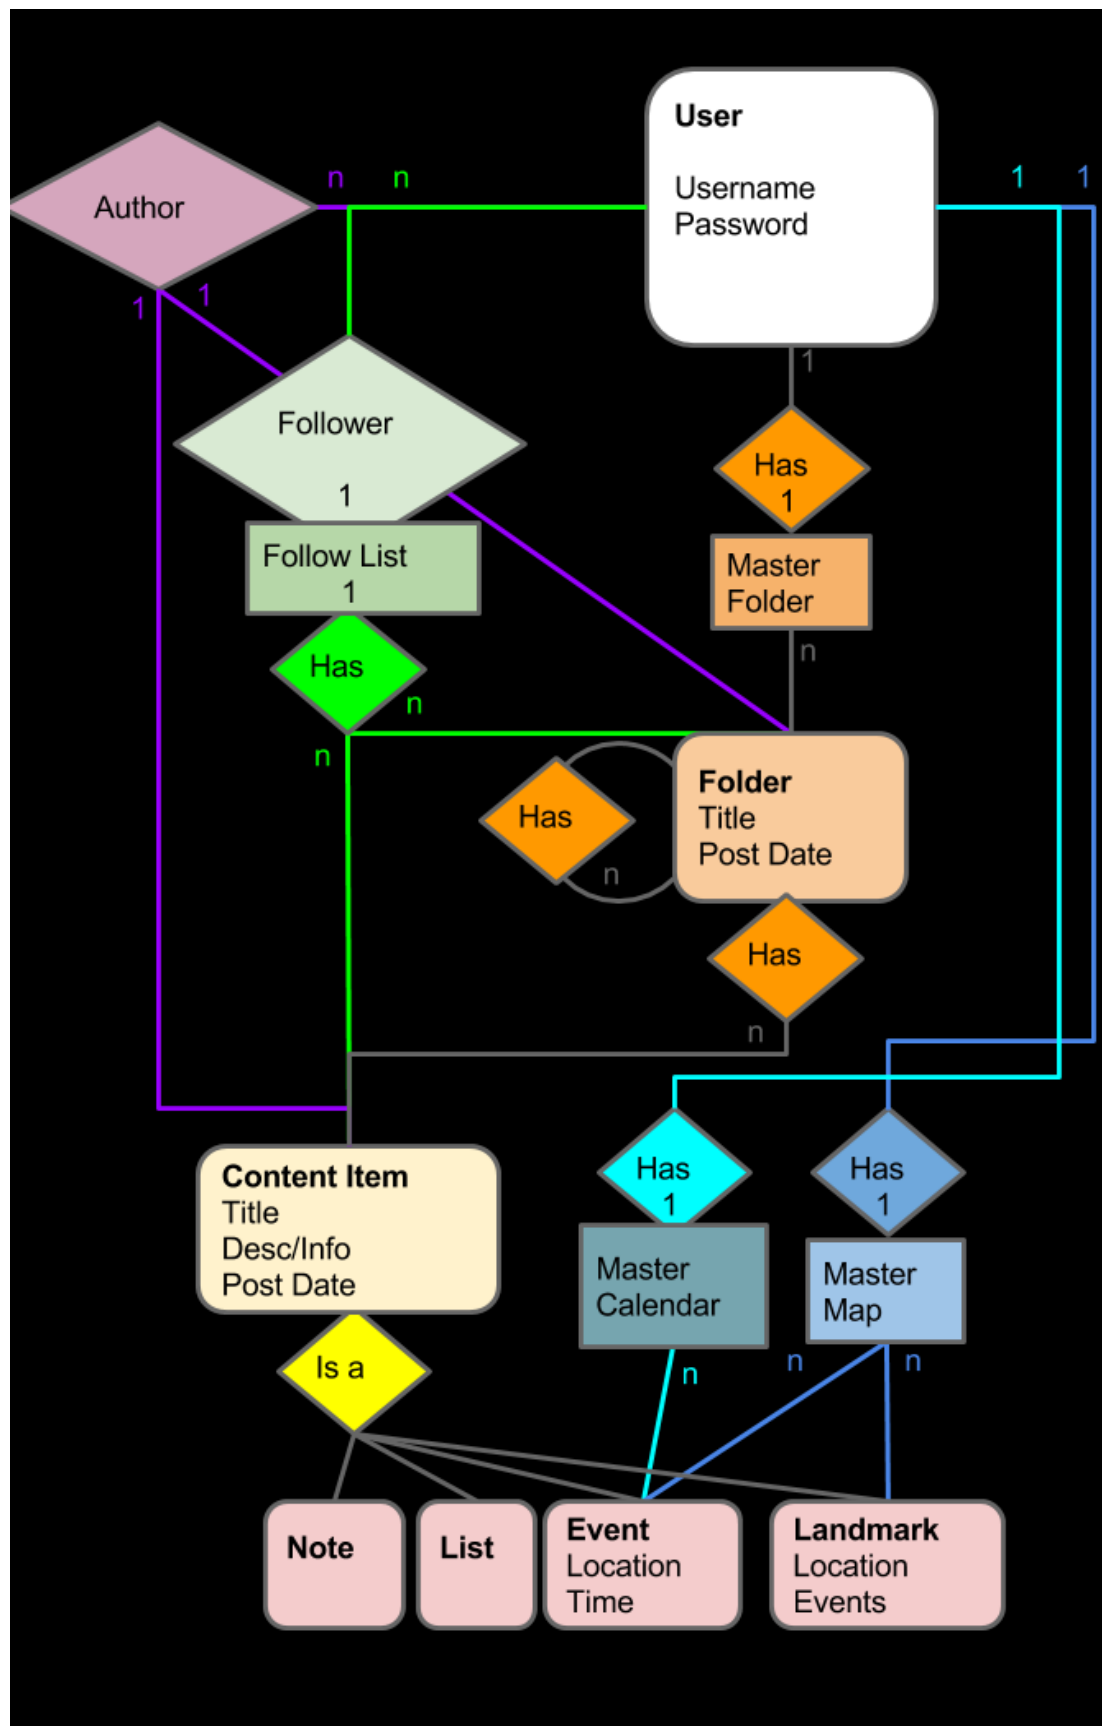 User
Username
Password
Author
n
n
1
1
1
1
Follower
1
1
Has
1
Follow List
1
Master
Folder
n
Has
n
n
Folder
Title
Post Date
Has
n
Has
n
Content Item
Title
Desc/Info
Post Date
Has
1
Has
1
Master
Calendar
Master
Map
n
n
n
Is a
Note
List
Event
Location
Time
Landmark
Location
Events